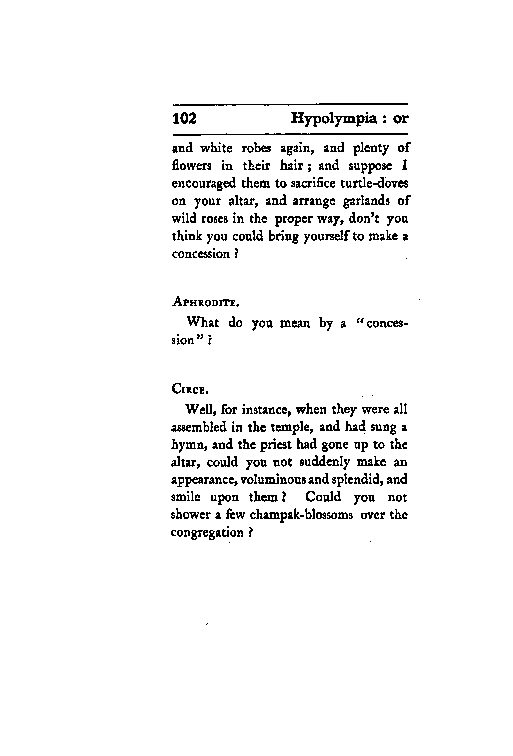 102 Hypolympia : or
and white robes again, and plenty of
flowers in their hair ; and suppose I
encouraged them to sacrifice turtle-doves
on your altar, and arrange garlands of
wild roses in the proper way, don't you
think you could bring yourself to make a
concession ?
APHRODITE.
What do you mean by a "conces-
sion" ?
CIRCE.
Well, for instance, when they were all
assembled in the temple, and had sung a
hymn, and the priest had gone up to the
altar, could you not suddenly make an
appearance, voluminous and splendid, and
smile upon them ? Could you not
shower a few champak-blossoms over the
congregation ?